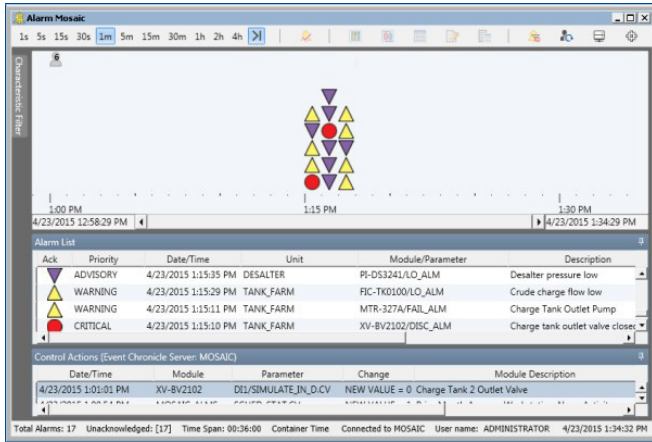 Alarm Mosaic
1s 5s 15s 30s 1m 5m 15m 30m 1h 2h 4h
6
Characteristic Filter
1:00 PM 1:15 PM 1:30 PM
4/23/2015 12:58:29 PM 4/23/2015 1:34:29 PM
Alarm List
Ack Priority Date/Time Unit Module/Parameter Description
ADVISORY 4/23/2015 1:15:35 PM DESALTER PI-DS3241/LO_ALM Desalter pressure low
WARNING 4/23/2015 1:15:29 PM TANK_FARM FIC-TK0100/LO_ALM Crude charge flow low
WARNING 4/23/2015 1:15:11 PM TANK_FARM MTR-327A/FAIL_ALM Charge Tank Outlet Pump
CRITICAL 4/23/2015 1:15:10 PM TANK_FARM XV-BV2102/DISC_ALM Charge tank outlet valve closed
Control Actions (Event Chronicle Server: MOSAIC)
Date/Time Module Parameter Change Module Description
4/23/2015 1:01:01 PM XV-BV2102 DI1/SIMULATE_IN_D.CV NEW VALUE = 0 Charge Tank 2 Outlet Valve
Total Alarms: 17 Unacknowledged: [17] Time Span: 00:36:00 Container Time Connected to MOSAIC User name: ADMINISTRATOR 4/23/2015 1:34:32 PM